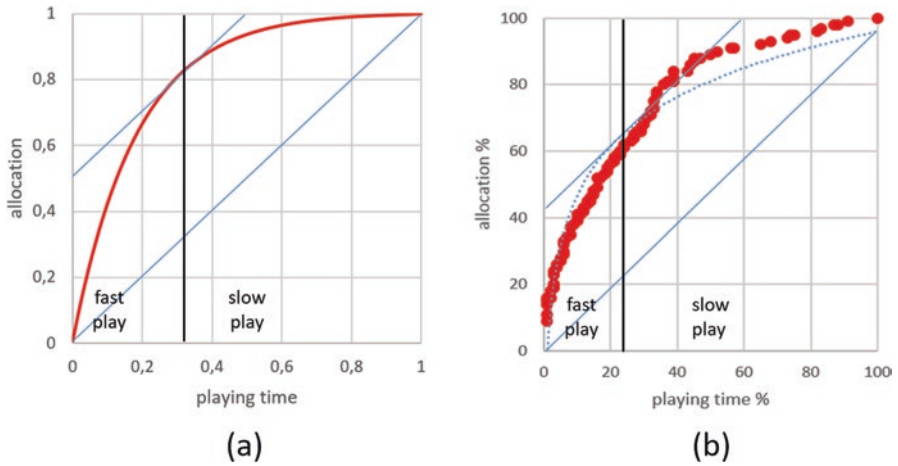 1
0,8
0,6
0,4
0,2
0
allocation
fast
play
slow
play
0
0,2
0,4
0,6
0,8
1
playing time
(a)
100
80
60
40
20
0
allocation %
fast
play
slow
play
0
20
40
60
80
100
playing time %
(b)